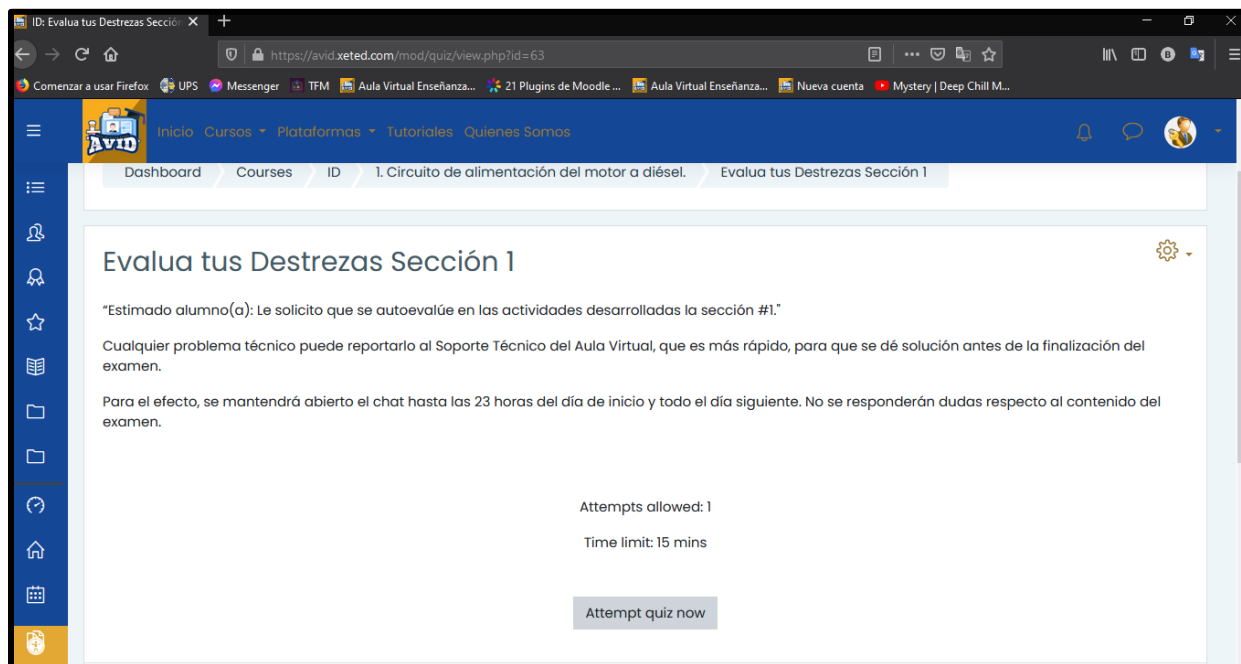 ID: Evalua tus Destrezas Sección
https://avid.xeted.com/mod/quiz/view.php?id=63
Comenzar a usar Firefox UPS Messenger TFM Aula Virtual Enseñanza... 21 Plugins de Moodle ... Aula Virtual Enseñanza... Nueva cuenta Mystery | Deep Chill M...
AVID Inicio Cursos Plataformas Tutoriales Quienes Somos
Dashboard Courses ID 1. Circuito de alimentación del motor a diésel. Evalua tus Destrezas Sección 1
Evalua tus Destrezas Sección 1
“Estimado alumno(a): Le solicito que se autoevalúe en las actividades desarrolladas la sección #1."
Cualquier problema técnico puede reportarlo al Soporte Técnico del Aula Virtual, que es más rápido, para que se dé solución antes de la finalización del
examen.
Para el efecto, se mantendrá abierto el chat hasta las 23 horas del día de inicio y todo el día siguiente. No se responderán dudas respecto al contenido del
examen.
Attempts allowed: 1
Time limit: 15 mins
Attempt quiz now